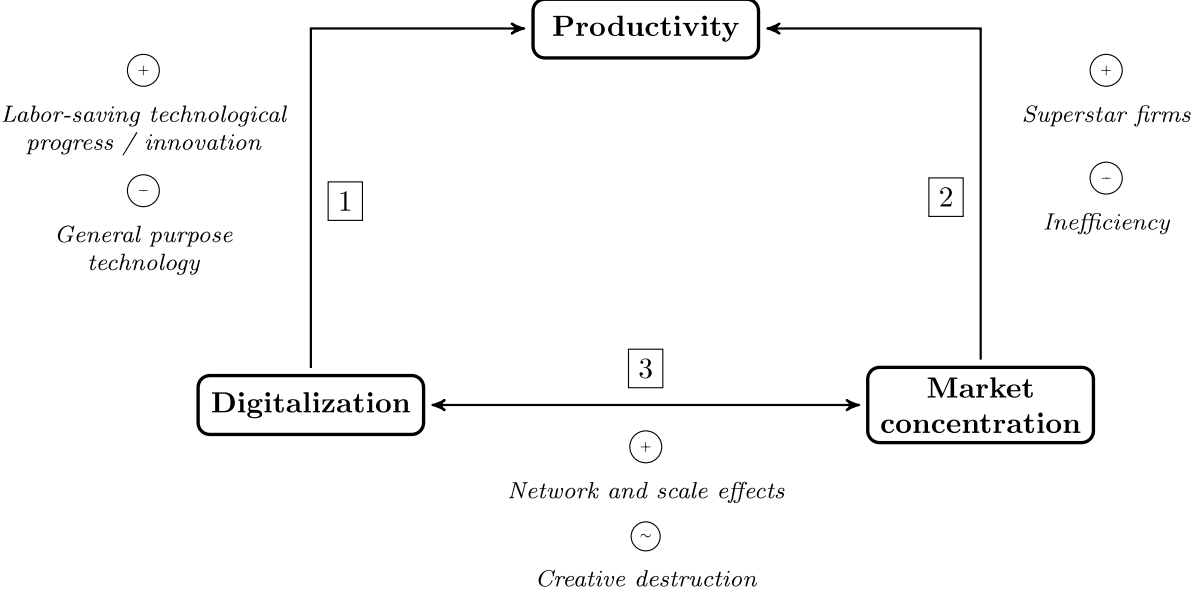 Productivity
+
Labor-saving technological
progress / innovation
−
General purpose
technology
1
2
+
Superstar firms
−
Inefficiency
Digitalization
3
Market
concentration
+
Network and scale effects
~
Creative destruction